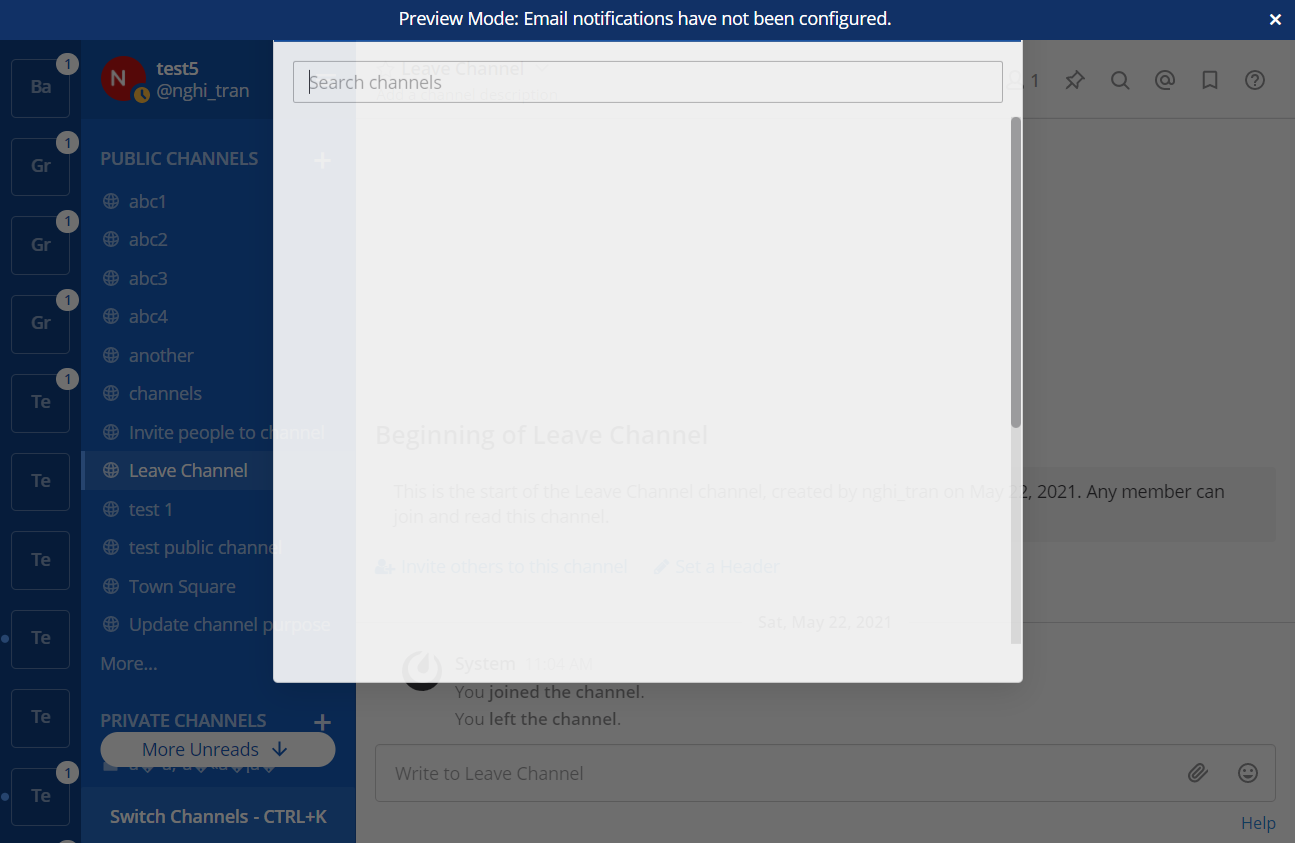 Preview Mode: Email notifications have not been configured.
×
Ba
1
Gr
1
Gr
1
Gr
1
Te
1
Te
Te
Te
Te
Te
1
N
test5
@nghi_tran
PUBLIC CHANNELS
+
abc1
abc2
abc3
abc4
another
channels
Invite people to channel
Leave Channel
test 1
test public channel
Town Square
Update channel purpose
More...
PRIVATE CHANNELS
+
More Unreads
Switch Channels - CTRL+K
Leave Channel
Search channels
1
Beginning of Leave Channel
This is the start of the Leave Channel channel, created by nghi_tran on May 22, 2021. Any member can
join and read this channel.
Invite others to this channel
Set a Header
Sat, May 22, 2021
System
You joined the channel.
You left the channel.
Write to Leave Channel
Help